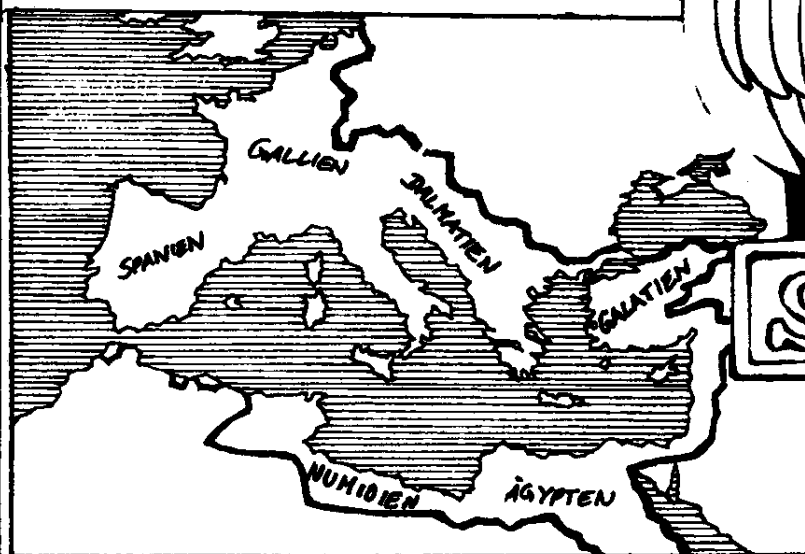 GALLIEN
DALMATIEN
SPANIEN
GALATIEN
NUMIDIEN
ÄGYPTEN